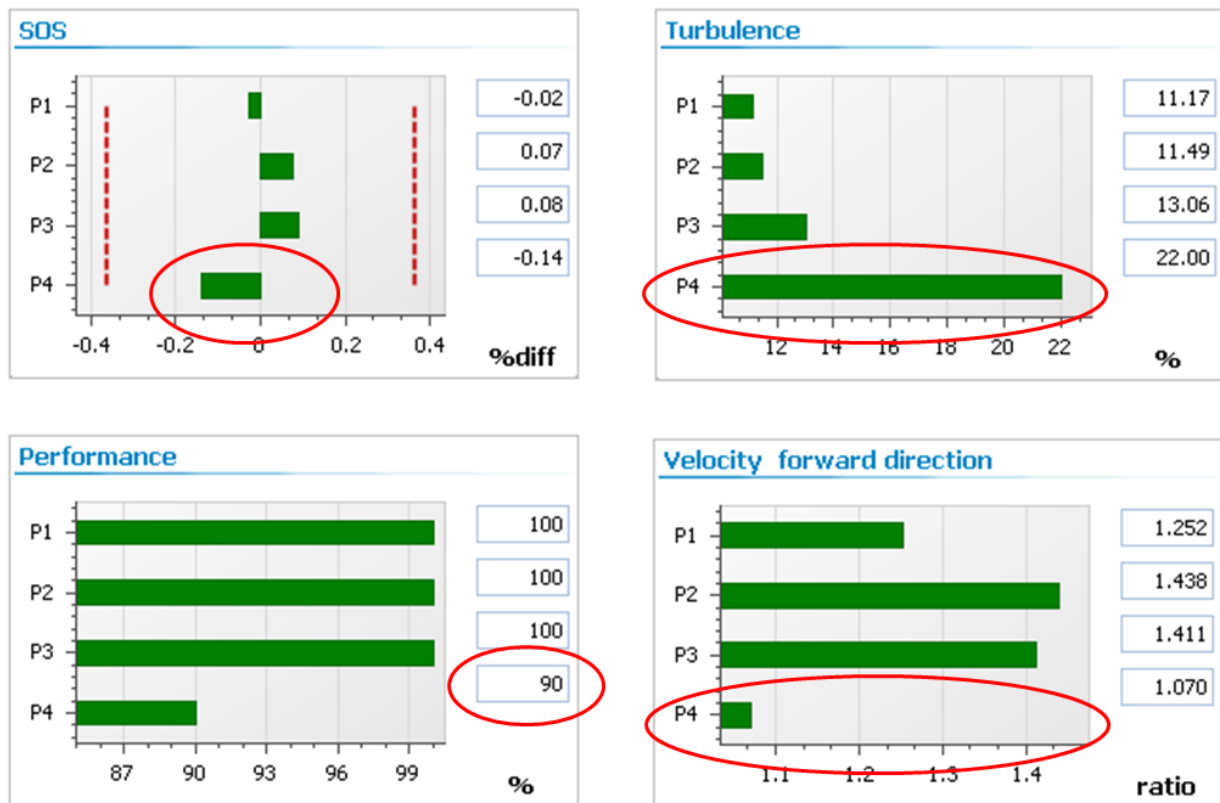 SOS
P1
P2
P3
P4
-0.02
0.07
0.08
-0.14
-0.4 -0.2 0 0.2 0.4
%diff
Turbulence
P1
P2
P3
P4
11.17
11.49
13.06
22.00
12 14 16 18 20 22
%
Performance
P1
P2
P3
P4
100
100
100
90
87 90 93 96 99
%
Velocity forward direction
P1
P2
P3
P4
1.252
1.438
1.411
1.070
1.1 1.2 1.3 1.4
ratio